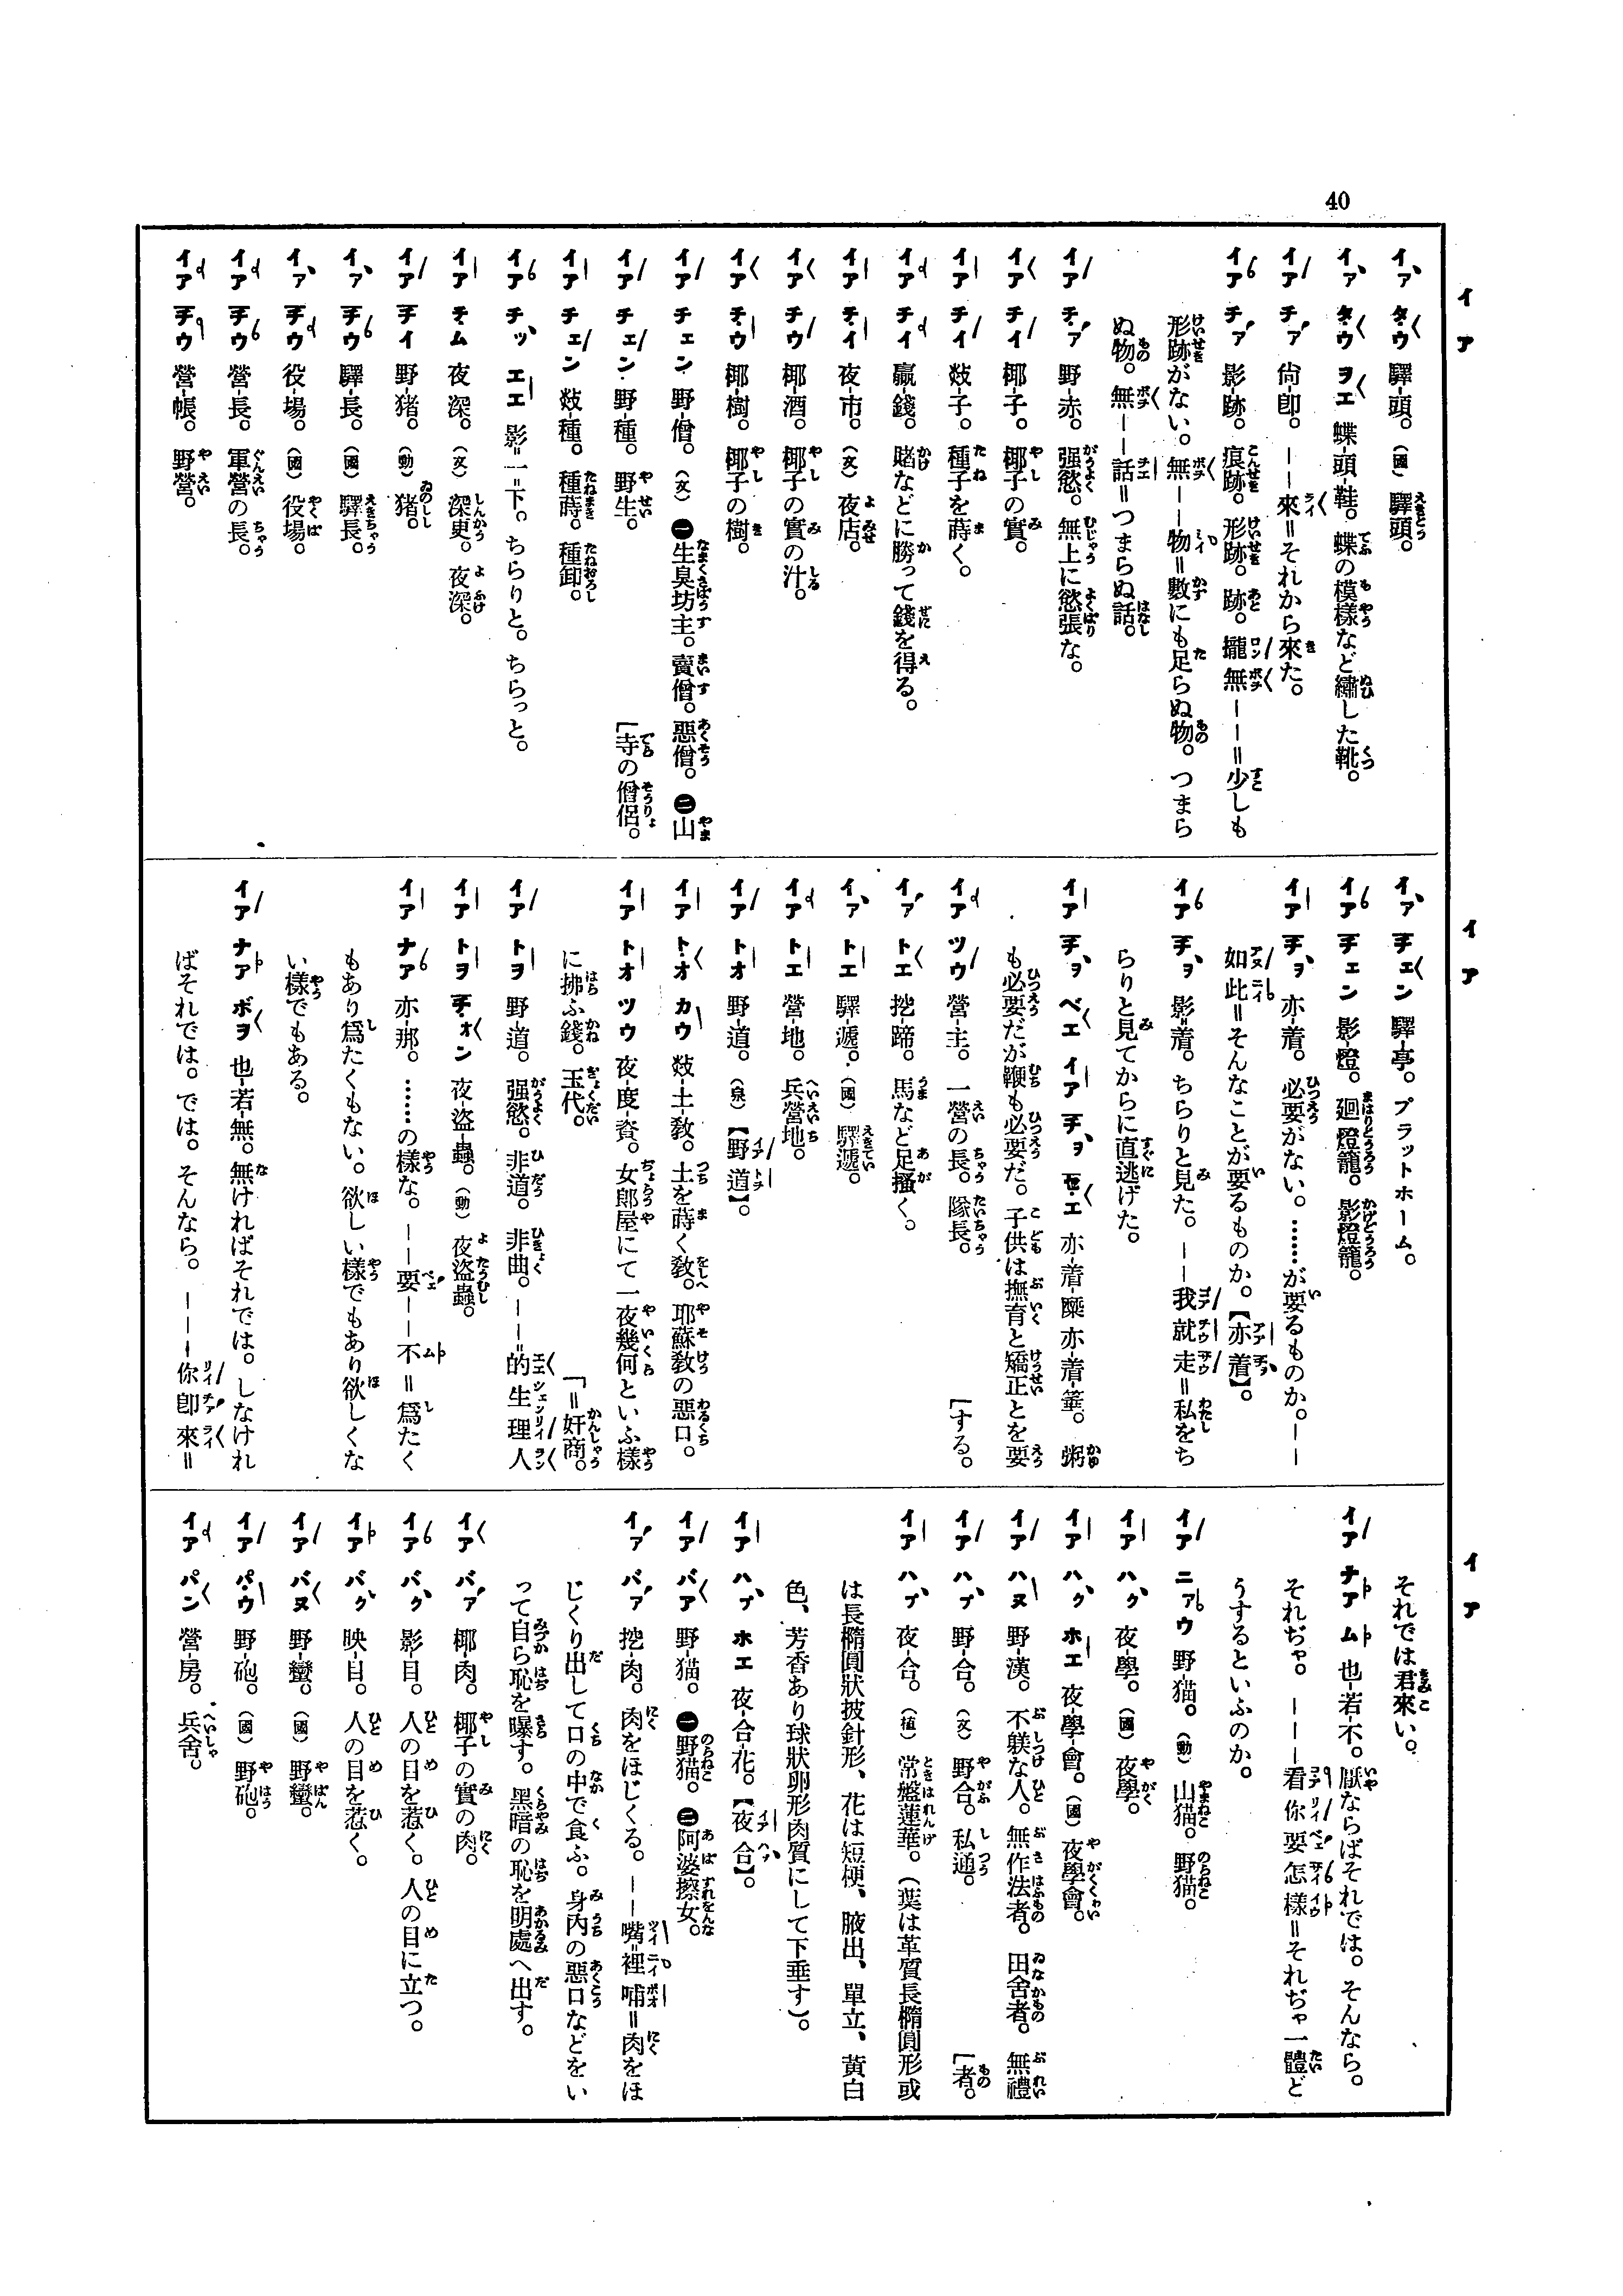 40
イア
イア タウ 驛-頭。(國)驛頭。
イア タウ ヲエ 蝶-頭-鞋。蝶の模樣など繡した靴。
イア チァ 尙-卽。――來=それから來た。
イア チァ 影-跡。痕跡。形跡。跡。攏無――=少しも
形跡がない。無――物=數にも足らぬ物。つまら
ぬ物。無――話=つまらぬ話。
イア チァ 野-赤。强慾。無上に慾張な。
イア チイ 椰-子。椰子の實。
イア チイ 㪗-子。種子を蒔く。
イア チイ 贏-錢。賭などに勝って錢を得る。
イア チイ 夜-市。(文)夜店。
イア チウ 椰-酒。椰子の實の汁。
イア チウ 椰-樹。椰子の樹。
イア チェン 野-僧。(文)㊀生臭坊主。賣僧。惡僧。㊁山
[寺の僧侶。
イア チェン 野-種。野生。
イア チェン 㪗-種。種蒔。種卸。
イア チッ エエ 影=一=下。ちらりと。ちらっと。
イア チム 夜-深。(文)深更。夜深。
イア チイ 野-猪。(動)猪。
イア チウ 驛-長。(國)驛長。
イア チウ 役-場。(國)役場。
イア チウ 營-長。軍營の長。
イア チウ 營-帳。野營。
イア
イア チェン 驛-亭。プラットホーム。
イア チェン 影-燈。廻燈籠。影燈籠。
イア チヲ 亦-着。必要がない。……が要るものか。――
如此=そんなことが要るものか。【亦着】。
イア チヲ 影=着。ちらりと見た。――我就走=私をち
らりと見てからに直逃げた。
イア チヲ ベエ イア チヲ セエ 亦-着-糜亦-着-箠。粥
も必要だが鞭も必要だ。子供は撫育と矯正とを要
[する。
イア ツウ 營-主。一營の長。隊長。
イア トエ 挖-蹄。馬など足搔く。
イア トエ 驛-遞。(國)驛遞。
イア トエ 營-地。兵營地。
イア トオ 野-道。(泉)【野道】。
イア トオ カウ 㪗-土-敎。土を蒔く敎。耶蘇敎の惡口。
イア トオ ツウ 夜-度-資。女郎屋にて一夜幾何といふ樣
に拂ふ錢。玉代。
[=奸商。
イア トヲ 野-道。强慾。非道。非曲。――=的生理人
イア トヲ チォン 夜-盜-蟲。(動)夜盜蟲。
イア ナア 亦-那。……の樣な。――要――不=爲たく
もあり爲たくもない。欲しい樣でもあり欲しくな
い樣でもある。
イア ナア ボヲ 也-若-無。無ければそれでは。しなけれ
ばそれでは。では。そんなら。―――你卽來=
イア
それでは君來い。
イア ナア ム 也-若-不。厭ならばそれでは。そんなら。
それぢゃ。―――看你要怎樣=それぢゃ一體ど
うするといふのか。
イア ニアウ 野-猫。(動)山猫。野猫。
イア ハク 夜-學。(國)夜學。
イア ハク ホエ 夜-學-會。(國)夜學會。
イア ハヌ 野-漢。不躾な人。無作法者。田舍者。無禮
[者。
イア ハプ 野-合。(文)野合。私通。
イア ハプ 夜-合。(植)常盤蓮華。(葉は革質長橢圓形或
は長橢圓狀披針形、花は短梗、腋出、單立、黃白
色、芳香あり球狀卵形肉質にして下垂す)。
イア ハプ ホエ 夜-合-花。【夜合】。
イア バア 野-猫。㊀野猫。㊁阿婆擦女。
イア バァ 挖-肉。肉をほじくる。――嘴=裡哺=肉をほ
じくり出して口の中で食ふ。身內の惡口などをい
って自ら恥を曝す。黑暗の恥を明處へ出す。
イア バァ 椰-肉。椰子の實の肉。
イア バク 影-目。人の目を惹く。人の目に立つ。
イア バク 映-目。人の目を惹く。
イア バヌ 野-蠻。(國)野蠻。
イア パウ 野-砲。(國)野砲。
イア パン 營-房。兵舍。